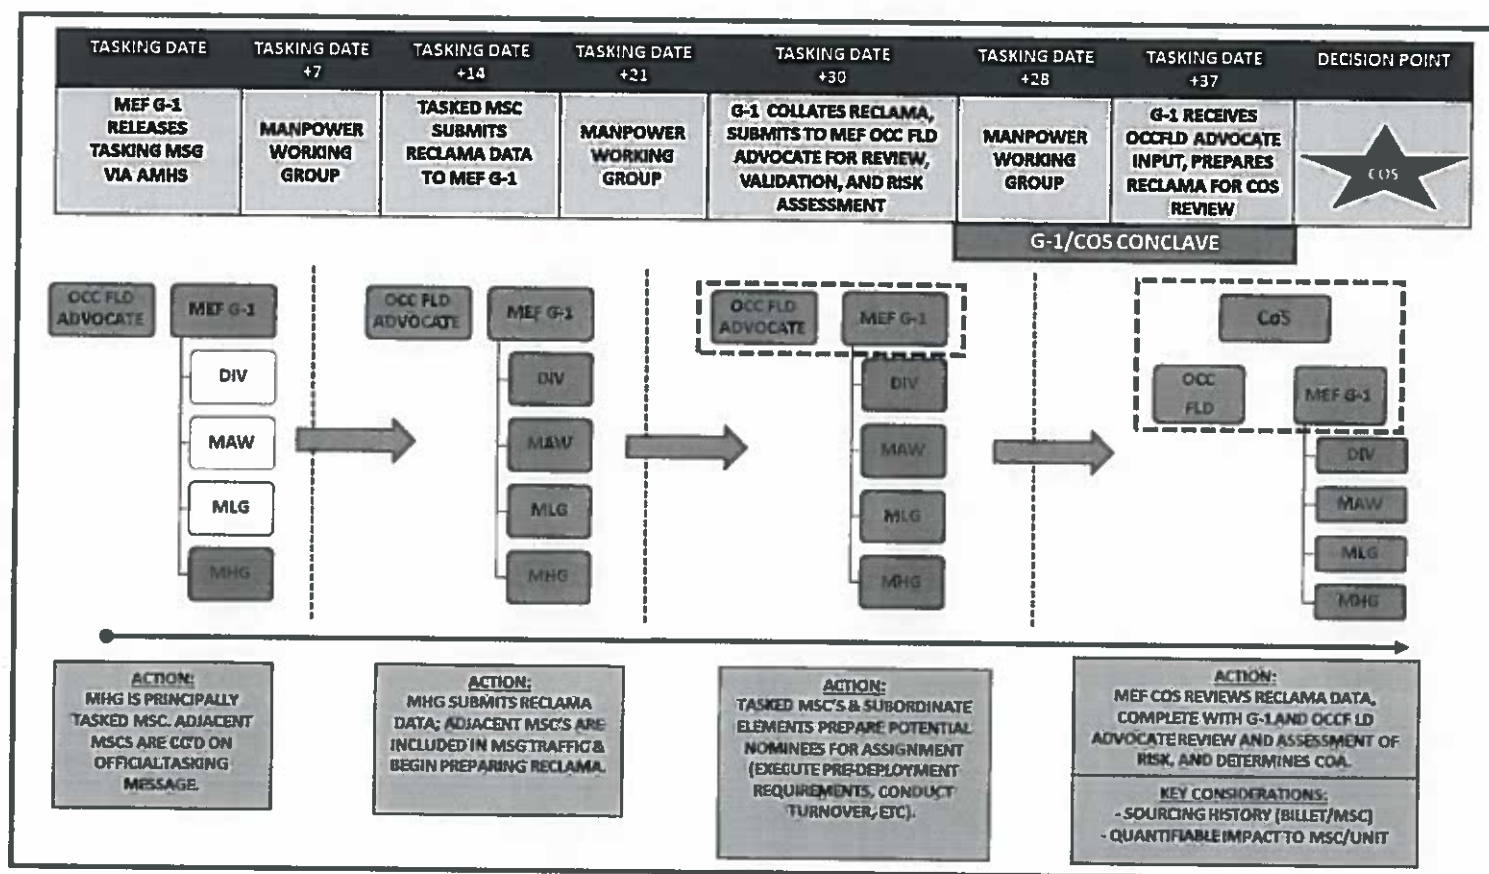 TASKING DATE
TASKING DATE
+7
TASKING DATE
+14
TASKING DATE
+21
TASKING DATE
+30
TASKING DATE
+28
TASKING DATE
+37
DECISION POINT
MEF G-1
RELEASES
TASKING MSG
VIA AMHS
MANPOWER
WORKING
GROUP
TASKED MSC
SUBMITS
RECLAMA DATA
TO MEF G-1
MANPOWER
WORKING
GROUP
G-1 COLLATES RECLAMA,
SUBMITS TO MEF OCC FLD
ADVOCATE FOR REVIEW,
VALIDATION, AND RISK
ASSESSMENT
MANPOWER
WORKING
GROUP
G-1 RECEIVES
OCCFLD ADVOCATE
INPUT, PREPARES
RECLAMA FOR COS
REVIEW
COS
G-1/COS CONCLAVE
OCC FLD
ADVOCATE
MEF G-1
DIV
MAW
MLG
MHG
OCC FLD
ADVOCATE
MEF G-1
DIV
MAW
MLG
MHG
OCC FLD
ADVOCATE
MEF G-1
DIV
MAW
MLG
MHG
CoS
OCC
FLD
MEF G-1
DIV
MAW
MLG
MHG
ACTION:
MHG IS PRINCIPALLY
TASKED MSC. ADJACENT
MSCS ARE CC'D ON
OFFICIAL TASKING
MESSAGE.
ACTION:
MHG SUBMITS RECLAMA
DATA; ADJACENT MSC'S ARE
INCLUDED IN MSG TRAFFIC &
BEGIN PREPARING RECLAMA.
ACTION:
TASKED MSC'S & SUBORDINATE
ELEMENTS PREPARE POTENTIAL
NOMINEES FOR ASSIGNMENT
(EXECUTE PRE-DEPLOYMENT
REQUIREMENTS, CONDUCT
TURNOVER, ETC).
ACTION:
MEF COS REVIEWS RECLAMA DATA,
COMPLETE WITH G-1 AND OCCFLD
ADVOCATE REVIEW AND ASSESSMENT OF
RISK, AND DETERMINES COA.
KEY CONSIDERATIONS:
- SOURCING HISTORY (BILLET/MSC)
- QUANTIFIABLE IMPACT TO MSC/UNIT